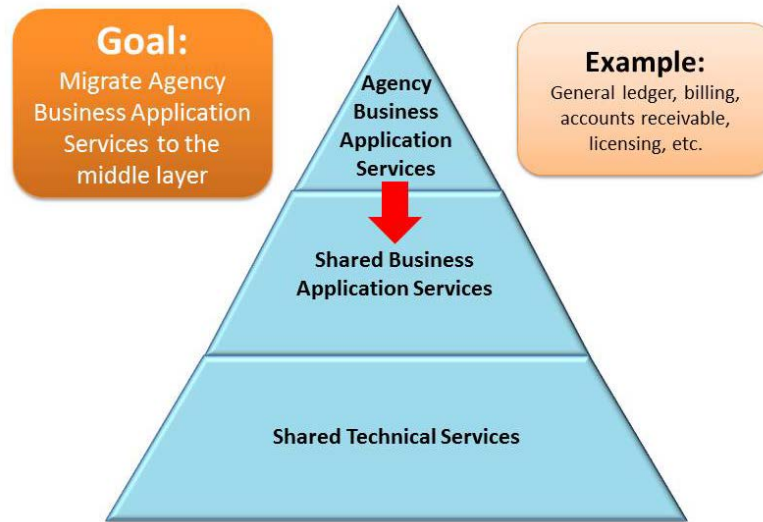 Goal:
Migrate Agency
Business Application
Services to the
middle layer
Agency
Business
Application
Services
Example:
General ledger, billing,
accounts receivable,
licensing, etc.
Shared Business
Application Services
Shared Technical Services